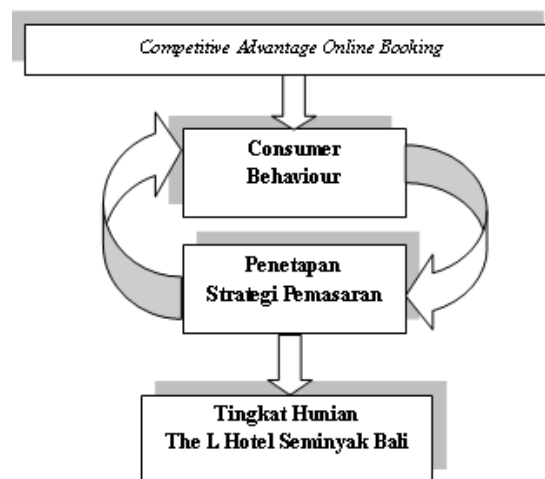 Competitive Advantage Online Booking
Consumer
Behaviour
Penetapan
Strategi Pemasaran
Tingkat Hunian
The L Hotel Seminyak Bali